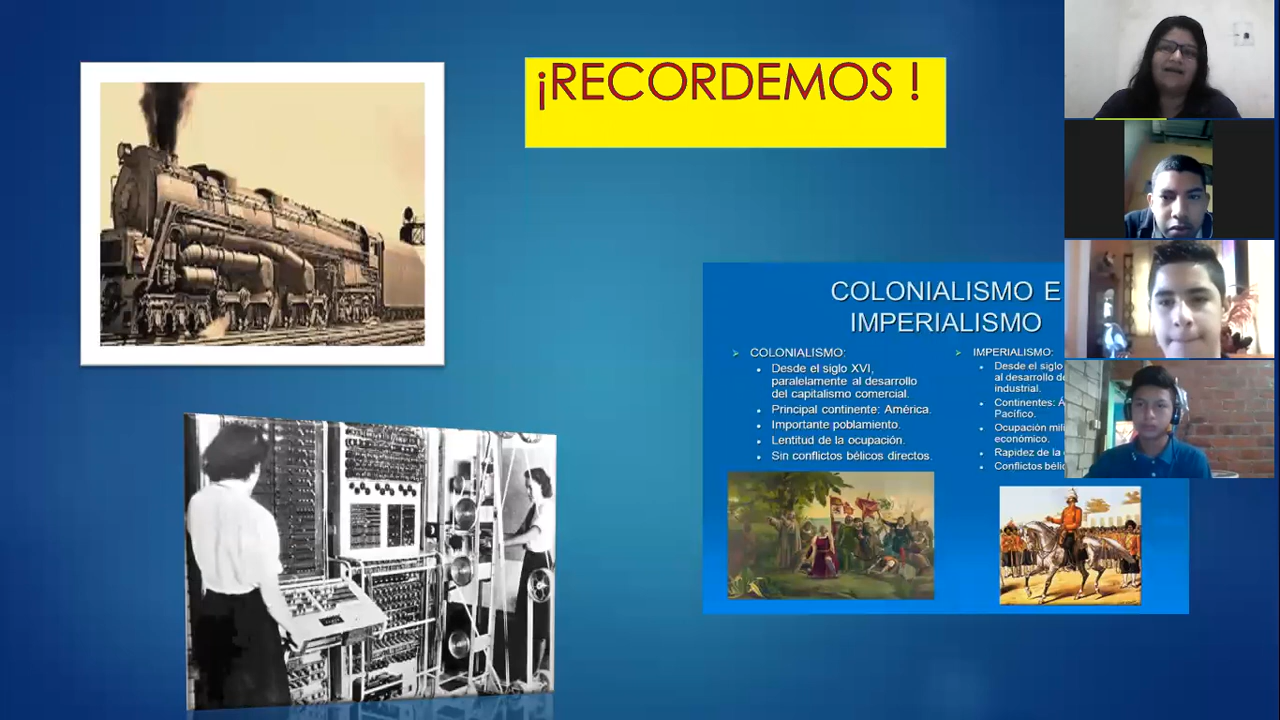 ¡RECORDEMOS !
COLONIALISMO E
IMPERIALISMO
COLONIALISMO:
Desde el siglo XVI,
paralelamente al desarrollo
del capitalismo comercial.
Principal continente: América.
Importante poblamiento.
Lentitud de la ocupación.
Sin conflictos bélicos directos.
IMPERIALISMO:
Desde el siglo
al desarrollo
industrial.
Continentes:
Pacífico.
Ocupación
económico.
Rapidez de la
Conflictos